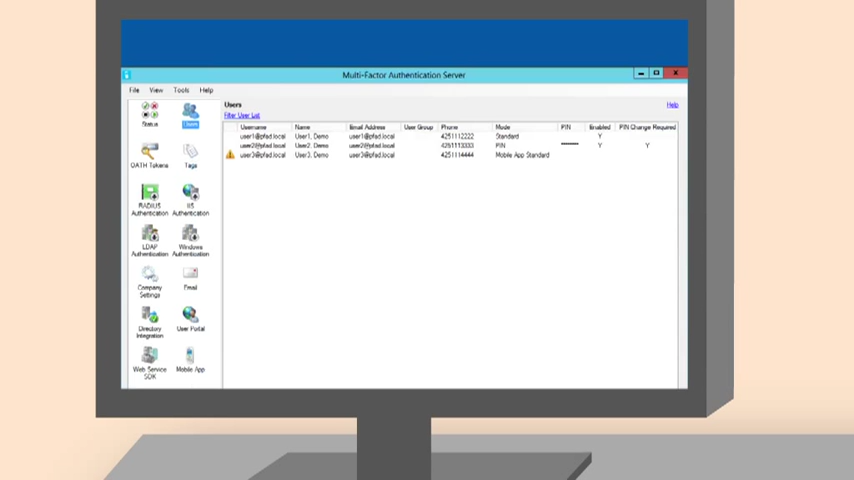 Multi-Factor Authentication Server
File View Tools Help
Users
Help
Filter User List
Status
Users
OATH Tokens
Tags
RADIUS Authentication
IIS Authentication
LDAP Authentication
Windows Authentication
Company Settings
Email
Directory Integration
User Portal
Web Service SDK
Mobile App
Username Name Email Address User Group Phone Mode PIN Enabled PIN Change Required
user1@pfad.local User1, Demo user1@pfad.local 4251112222 Standard Y
user2@pfad.local User2, Demo user2@pfad.local 4251113333 PIN Y Y
user3@pfad.local User3, Demo user3@pfad.local 4251114444 Mobile App Standard